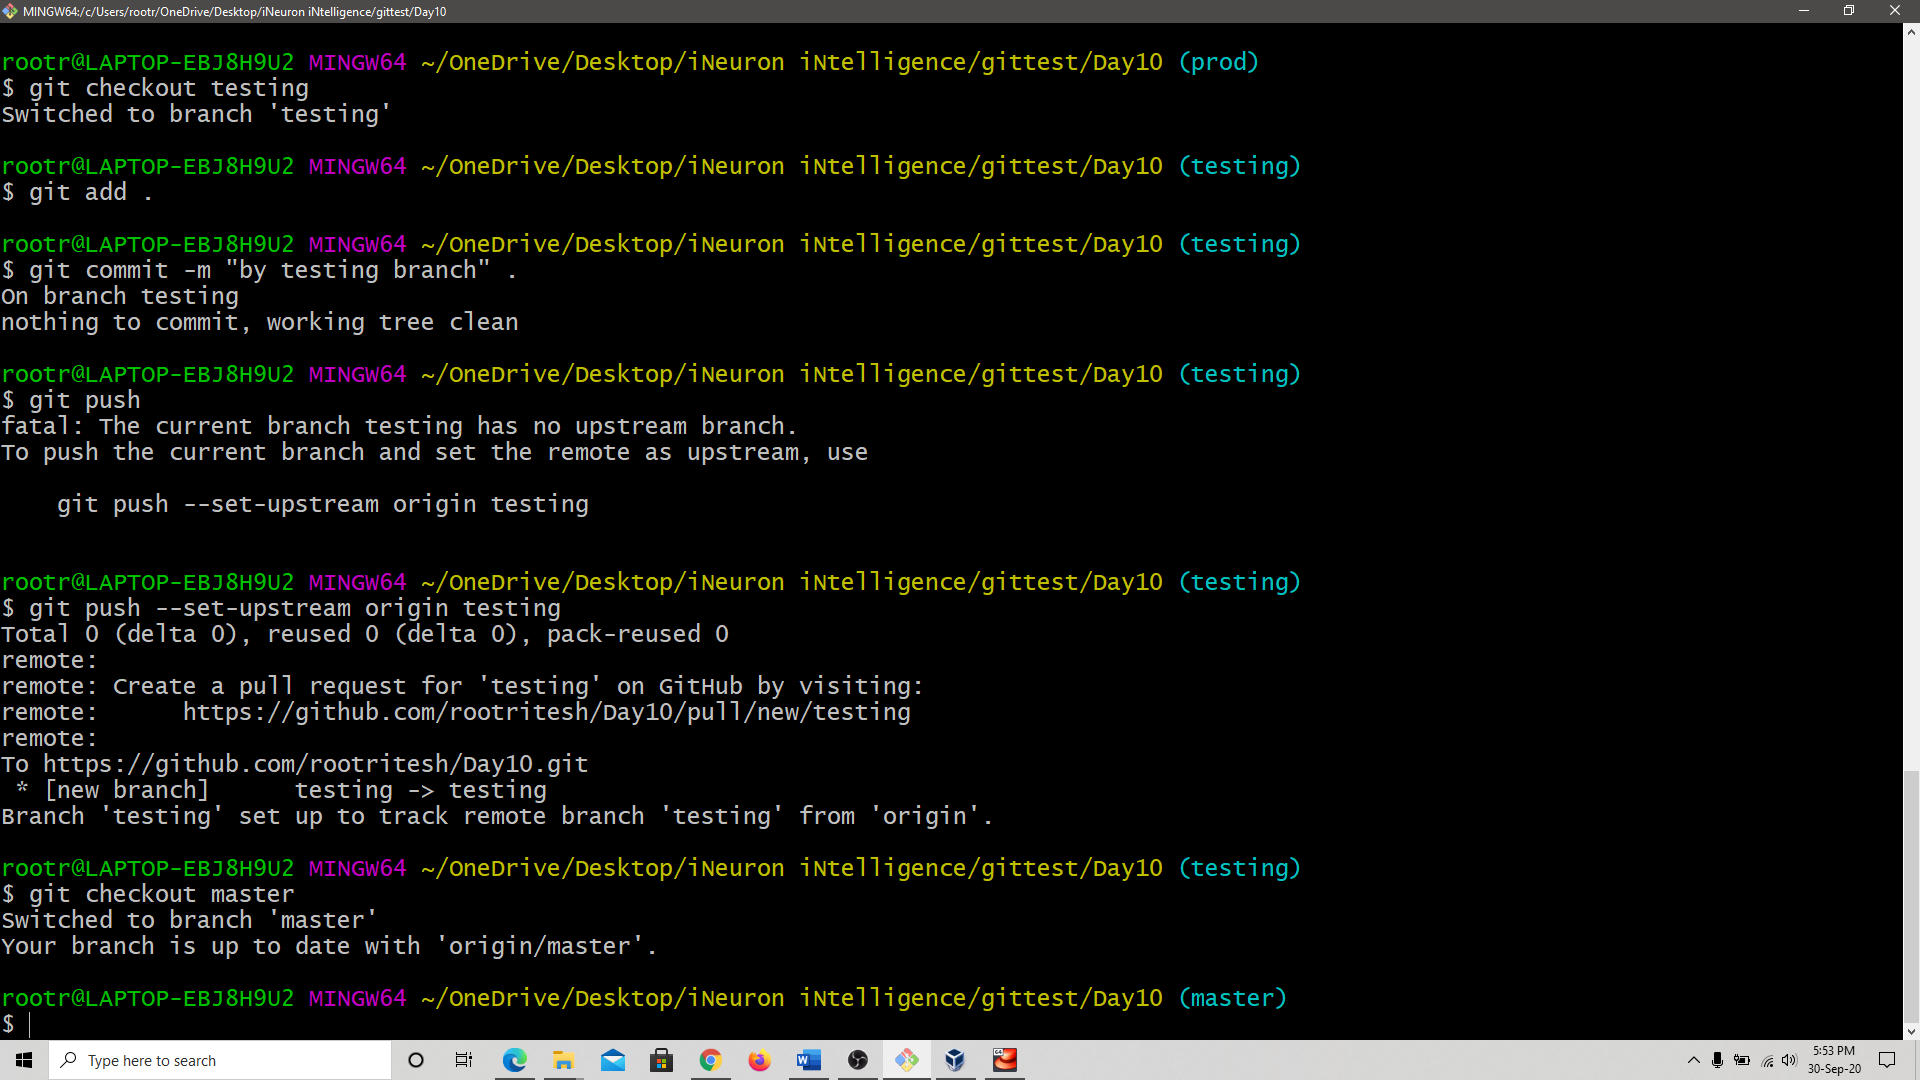 MINGW64:/c/Users/rootr/OneDrive/Desktop/iNeuron iNtelligence/gittest/Day10
rootr@LAPTOP-EBJ8H9U2 MINGW64 ~/OneDrive/Desktop/iNeuron iNtelligence/gittest/Day10 (prod)
$ git checkout testing
Switched to branch 'testing'
rootr@LAPTOP-EBJ8H9U2 MINGW64 ~/OneDrive/Desktop/iNeuron iNtelligence/gittest/Day10 (testing)
$ git add .
rootr@LAPTOP-EBJ8H9U2 MINGW64 ~/OneDrive/Desktop/iNeuron iNtelligence/gittest/Day10 (testing)
$ git commit -m "by testing branch" .
On branch testing
nothing to commit, working tree clean
rootr@LAPTOP-EBJ8H9U2 MINGW64 ~/OneDrive/Desktop/iNeuron iNtelligence/gittest/Day10 (testing)
$ git push
fatal: The current branch testing has no upstream branch.
To push the current branch and set the remote as upstream, use
git push --set-upstream origin testing
rootr@LAPTOP-EBJ8H9U2 MINGW64 ~/OneDrive/Desktop/iNeuron iNtelligence/gittest/Day10 (testing)
$ git push --set-upstream origin testing
Total 0 (delta 0), reused 0 (delta 0), pack-reused 0
remote:
remote: Create a pull request for 'testing' on GitHub by visiting:
remote:      https://github.com/rootritesh/Day10/pull/new/testing
remote:
To https://github.com/rootritesh/Day10.git
* [new branch]      testing -> testing
Branch 'testing' set up to track remote branch 'testing' from 'origin'.
rootr@LAPTOP-EBJ8H9U2 MINGW64 ~/OneDrive/Desktop/iNeuron iNtelligence/gittest/Day10 (testing)
$ git checkout master
Switched to branch 'master'
Your branch is up to date with 'origin/master'.
rootr@LAPTOP-EBJ8H9U2 MINGW64 ~/OneDrive/Desktop/iNeuron iNtelligence/gittest/Day10 (master)
$
Type here to search
5:53 PM
30-Sep-20